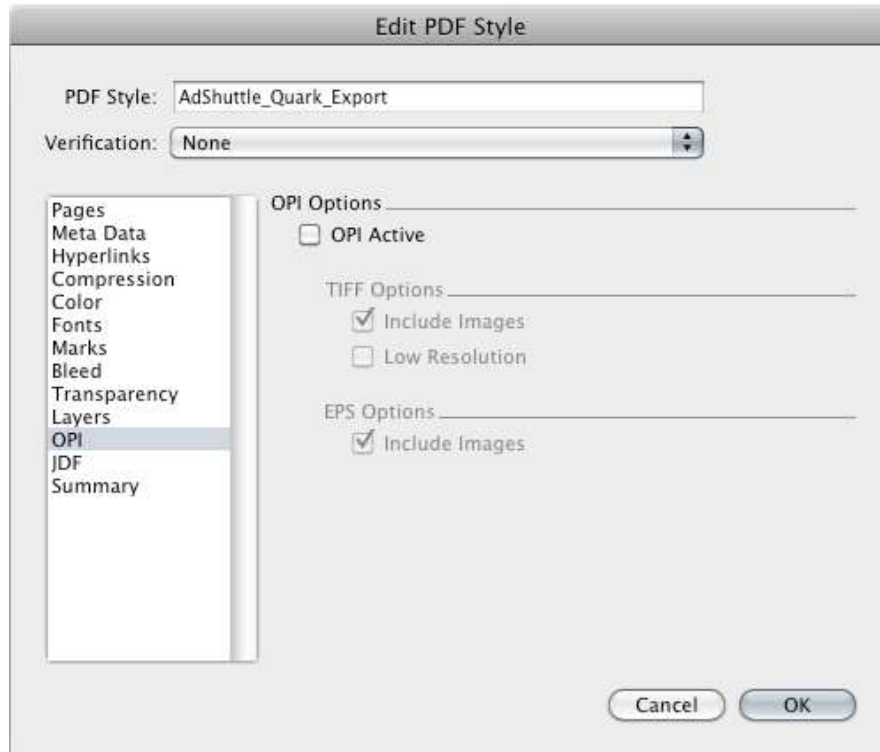 Edit PDF Style
PDF Style: AdShuttle_Quark_Export
Verification: None
Pages
Meta Data
Hyperlinks
Compression
Color
Fonts
Marks
Bleed
Transparency
Layers
OPI
JDF
Summary
OPI Options
OPI Active
TIFF Options
Include Images
Low Resolution
EPS Options
Include Images
Cancel
OK